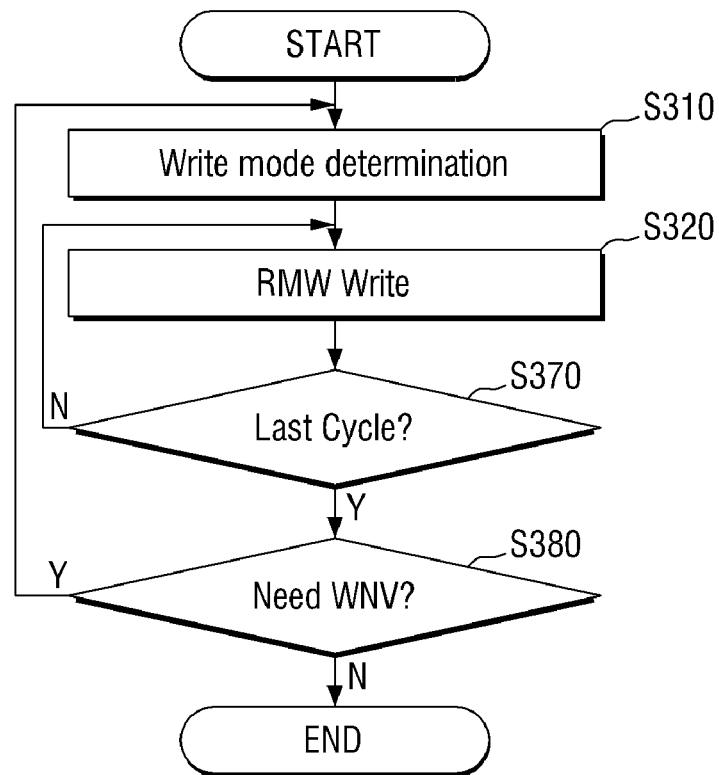 START
S310
Write mode determination
S320
RMW Write
S370
N
Last Cycle?
Y
S380
Y
Need WNV?
N
END